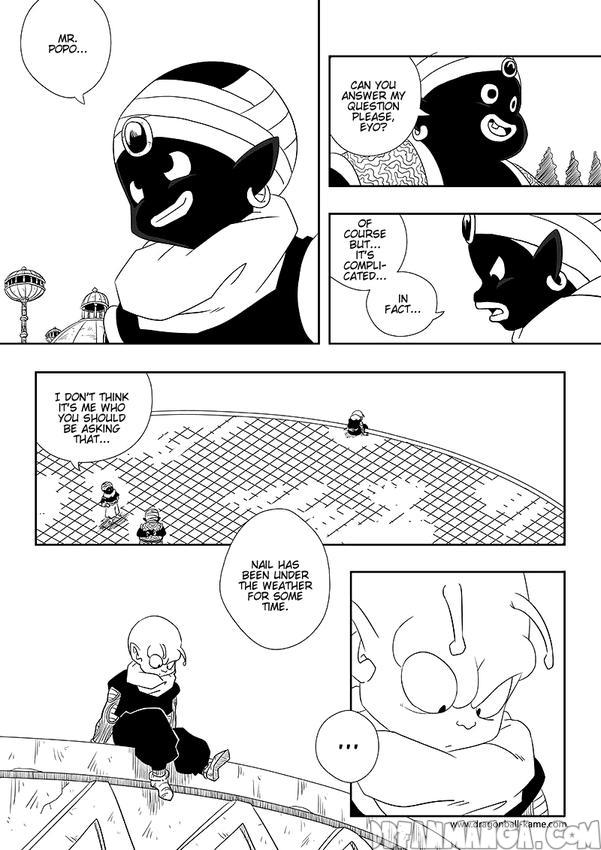 MR.
POPO...
CAN YOU
ANSWER MY
QUESTION
PLEASE,
EYO?
OF
COURSE
BUT...
IT'S
COMPLI-
CATED...
IN
FACT...
I DON'T THINK
IT'S ME WHO
YOU SHOULD
BE ASKING
THAT...
NAIL HAS
BEEN UNDER
THE WEATHER
FOR SOME
TIME.
...
www.dragonball-kame.com
DBFANMANGA.COM